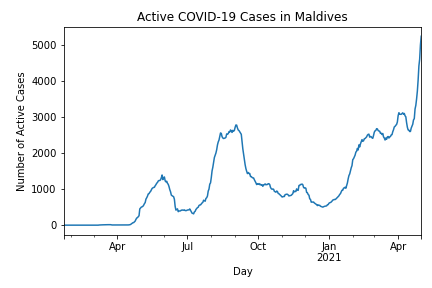 Active COVID-19 Cases in Maldives
5000
4000
3000
2000
1000
0
Number of Active Cases
Apr Jul Oct Jan Apr
2021
Day